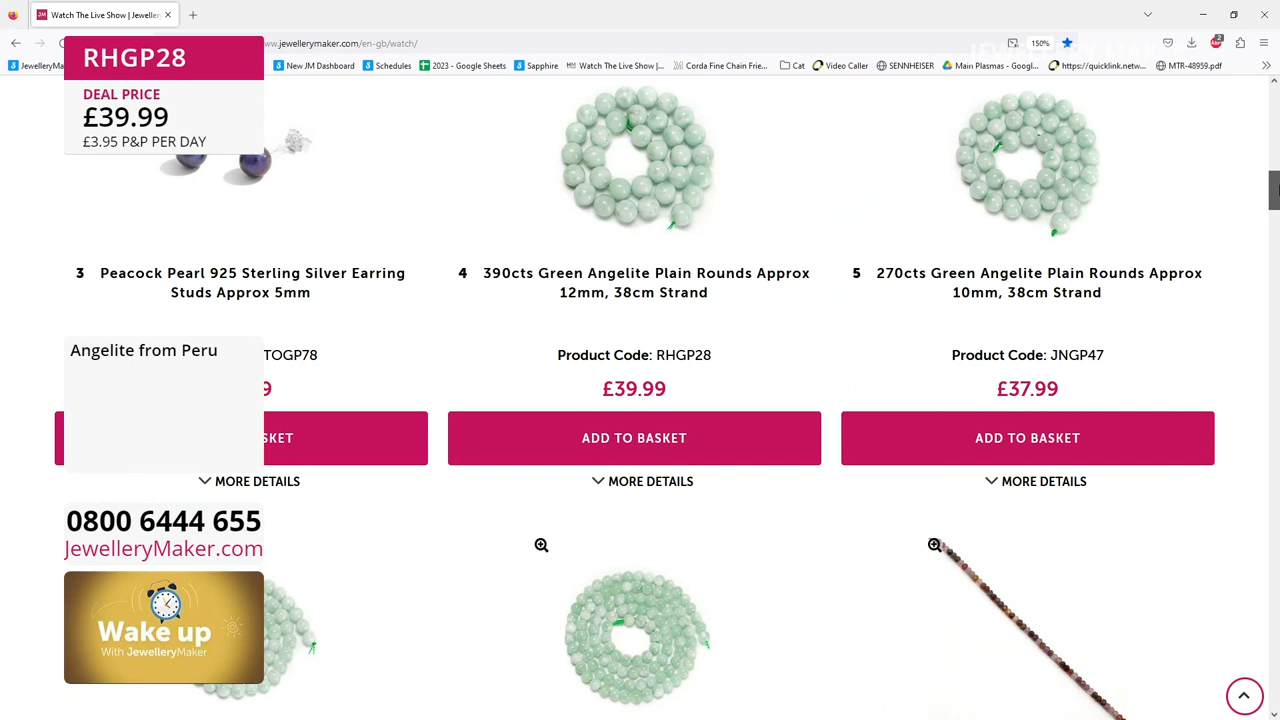 Watch The Live Show | Jeweller
ww.jewellerymaker.com/en-gb/watch/
150%
2
JEWELLERY MAKER
JewelleryMa
New JM Dashboard
Schedules
2023 - Google Sheets
Sapphire
Watch The Live Show |...
Corda Fine Chain Frie...
Cat
Video Caller
SENNHEISER
Main Plasmas - Googl...
https://quicklink.netw...
MTR-48959.pdf
RHGP28
DEAL PRICE
£39.99
£3.95 P&P PER DAY
3 Peacock Pearl 925 Sterling Silver Earring
Studs Approx 5mm
4 390cts Green Angelite Plain Rounds Approx
12mm, 38cm Strand
5 270cts Green Angelite Plain Rounds Approx
10mm, 38cm Strand
Angelite from Peru
TOGP78
Product Code: RHGP28
Product Code: JNGP47
9
£39.99
£37.99
SKET
ADD TO BASKET
ADD TO BASKET
MORE DETAILS
MORE DETAILS
MORE DETAILS
0800 6444 655
JewelleryMaker.com
Wake up
With JewelleryMaker